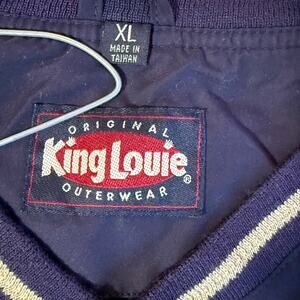 XL
MADE IN
TAIWAN
ORIGINAL
King Louie ®
OUTERWEAR